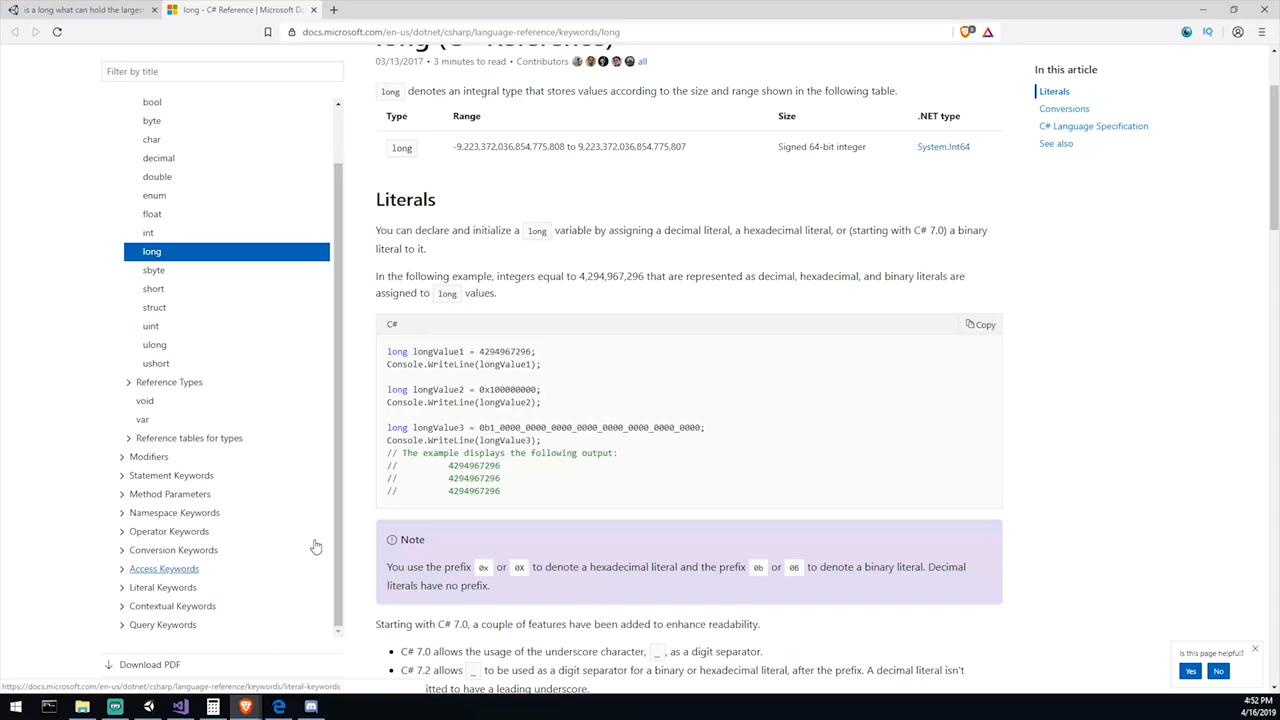 is a long what can hold the larges
long - C# Reference | Microsoft Do
docs.microsoft.com/en-us/dotnet/csharp/language-reference/keywords/long
Filter by title
bool
byte
char
decimal
double
enum
float
int
long
sbyte
short
struct
uint
ulong
ushort
Reference Types
void
var
Reference tables for types
Modifiers
Statement Keywords
Method Parameters
Namespace Keywords
Operator Keywords
Conversion Keywords
Access Keywords
Literal Keywords
Contextual Keywords
Query Keywords
Download PDF
long (C# Reference)
03/13/2017 • 3 minutes to read • Contributors all
long denotes an integral type that stores values according to the size and range shown in the following table.
Type Range Size .NET type
long -9,223,372,036,854,775,808 to 9,223,372,036,854,775,807 Signed 64-bit integer System.Int64
Literals
You can declare and initialize a long variable by assigning a decimal literal, a hexadecimal literal, or (starting with C# 7.0) a binary
literal to it.
In the following example, integers equal to 4,294,967,296 that are represented as decimal, hexadecimal, and binary literals are
assigned to long values.
C# Copy
long longValue1 = 4294967296;
Console.WriteLine(longValue1);
long longValue2 = 0x100000000;
Console.WriteLine(longValue2);
long longValue3 = 0b1_0000_0000_0000_0000_0000_0000_0000_0000;
Console.WriteLine(longValue3);
// The example displays the following output:
// 4294967296
// 4294967296
// 4294967296
Note
You use the prefix 0x or 0X to denote a hexadecimal literal and the prefix 0b or 0B to denote a binary literal. Decimal
literals have no prefix.
Starting with C# 7.0, a couple of features have been added to enhance readability.
• C# 7.0 allows the usage of the underscore character, _, as a digit separator.
• C# 7.2 allows _ to be used as a digit separator for a binary or hexadecimal literal, after the prefix. A decimal literal isn't
itted to have a leading underscore.
In this article
Literals
Conversions
C# Language Specification
See also
Is this page helpful?
Yes No
https://docs.microsoft.com/en-us/dotnet/csharp/language-reference/keywords/literal-keywords
4:52 PM
4/16/2019